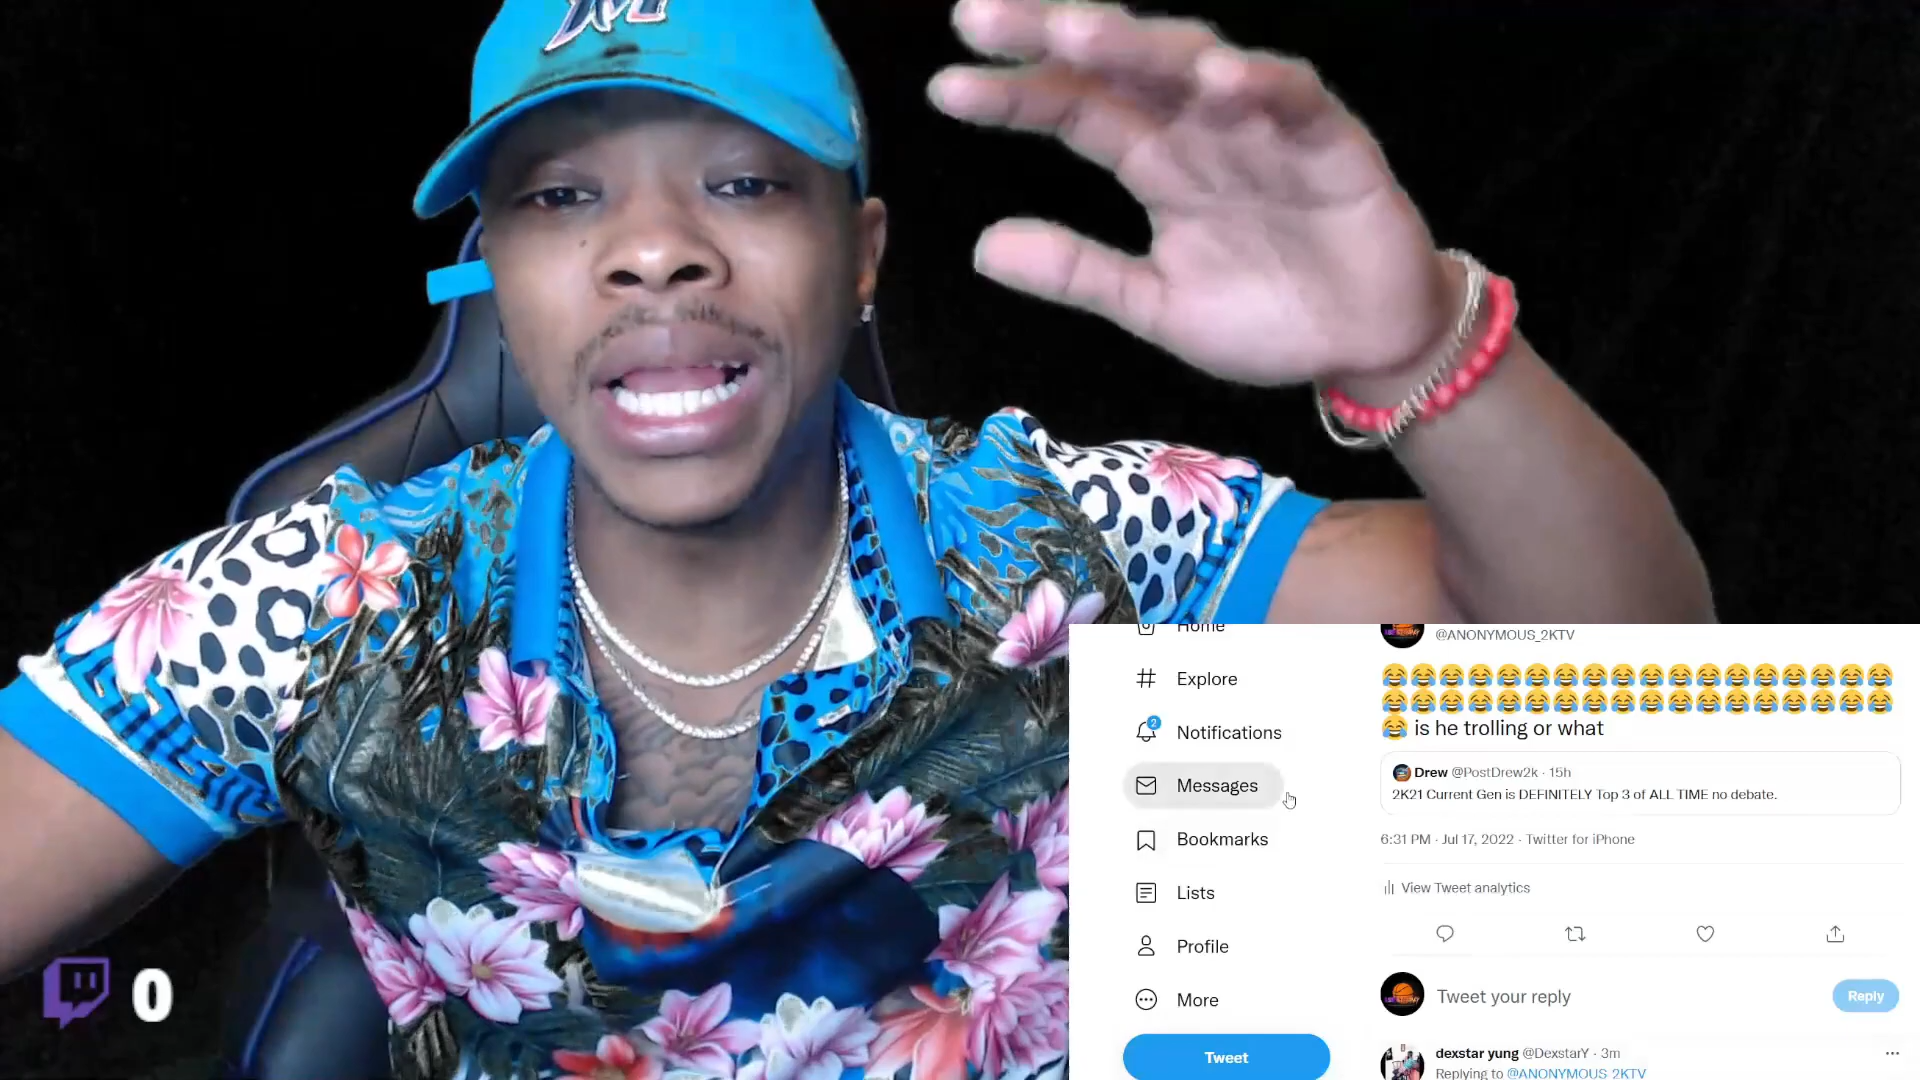 M
Home
@ANONYMOUS_2KTV
Explore
😂😂😂😂😂😂😂😂😂😂😂😂😂😂😂😂😂😂
😂😂😂😂😂😂😂😂😂😂😂😂😂😂😂😂😂😂
😂 is he trolling or what
2
Notifications
Drew @PostDrew2k · 15h
2K21 Current Gen is DEFINITELY Top 3 of ALL TIME no debate.
Messages
6:31 PM · Jul 17, 2022 · Twitter for iPhone
Bookmarks
View Tweet analytics
Lists
Profile
Tweet your reply
Reply
More
0
Tweet
dexstar yung @DexstarY · 3m
Replying to @ANONYMOUS_2KTV